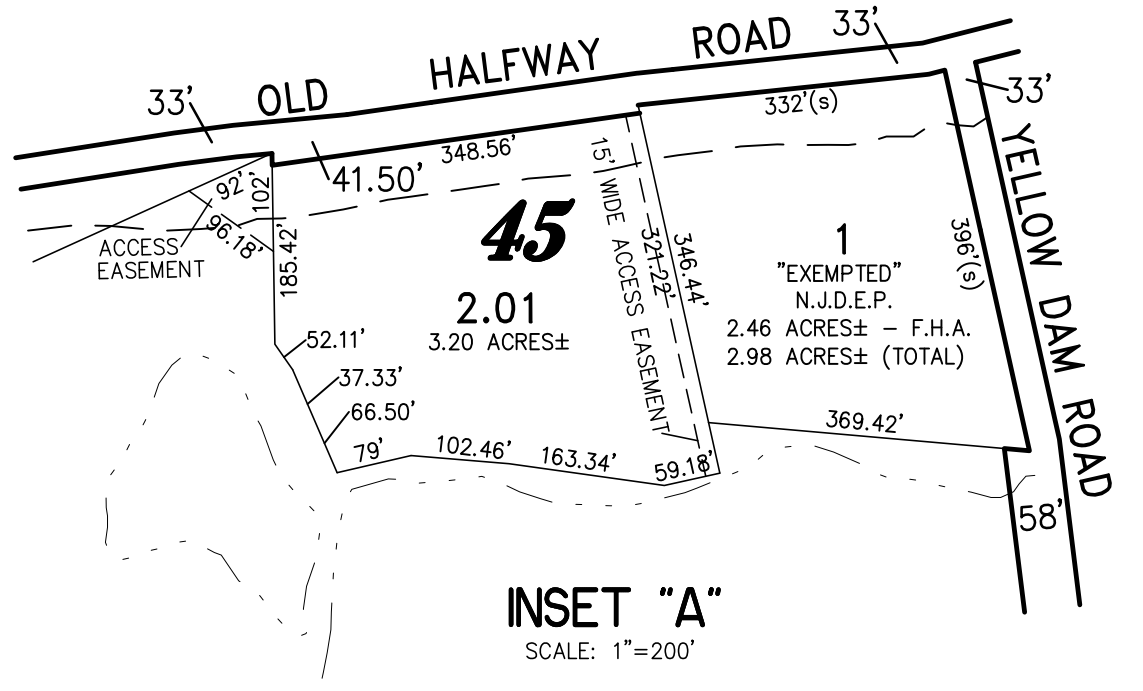 OLD HALFWAY ROAD
33'
33'
33'
332'(s)
348.56'
41.50'
92'
102'
96.18'
ACCESS
EASEMENT
185.42'
15' WIDE ACCESS EASEMENT
321.22'
346.44'
396'(s)
YELLOW DAM ROAD
45
2.01
3.20 ACRES±
1
"EXEMPTED"
N.J.D.E.P.
2.46 ACRES± - F.H.A.
2.98 ACRES± (TOTAL)
52.11'
37.33'
66.50'
79'
102.46'
163.34'
59.18'
369.42'
58'
INSET "A"
SCALE: 1"=200'